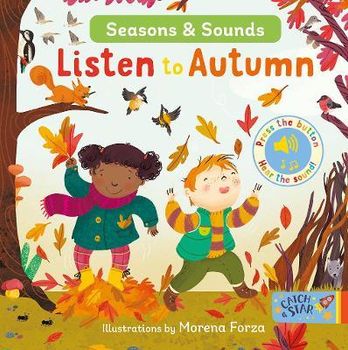 Seasons & Sounds
Listen to Autumn
Press the button
Hear the sound!
Illustrations by Morena Forza
CATCH
A STAR